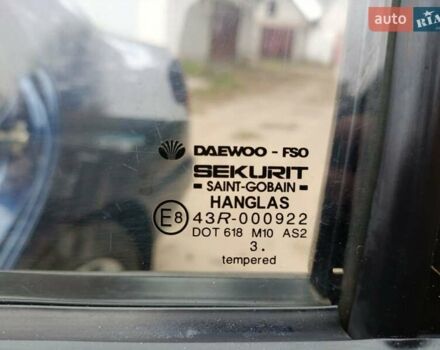 auto RIA
DAEWOO - FSO
SEKURIT
SAINT-GOBAIN
HANGLAS
E8 43R-000922
DOT 618 M10 AS2
3.
tempered